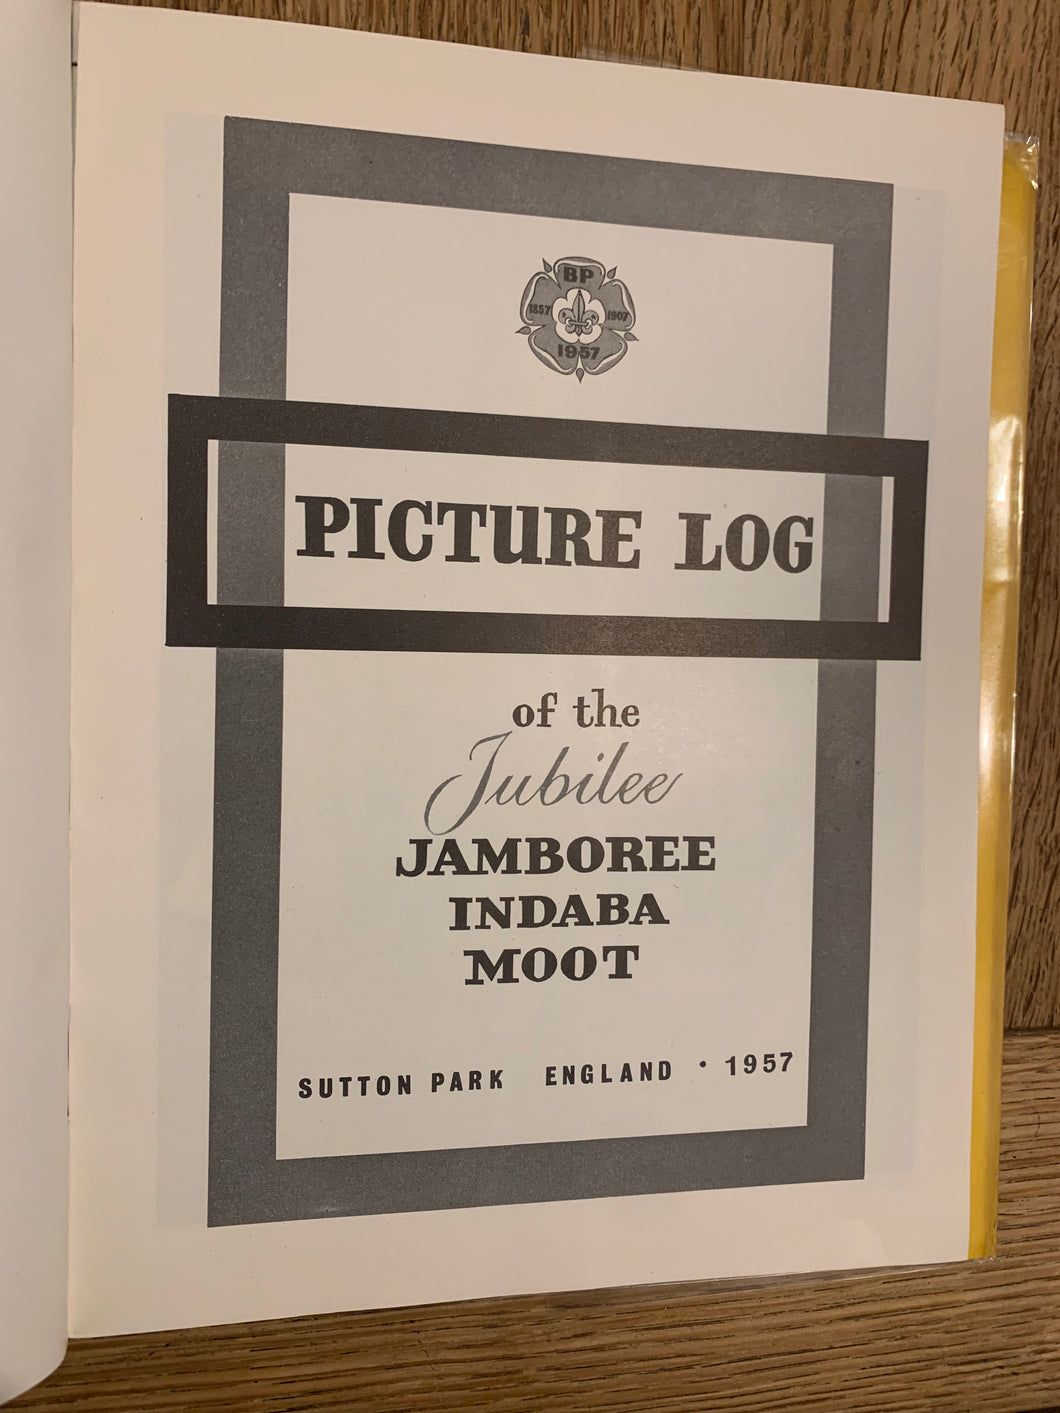 BP
1857 1907
1957
PICTURE LOG
of the
Jubilee
JAMBOREE
INDABA
MOOT
SUTTON PARK ENGLAND · 1957